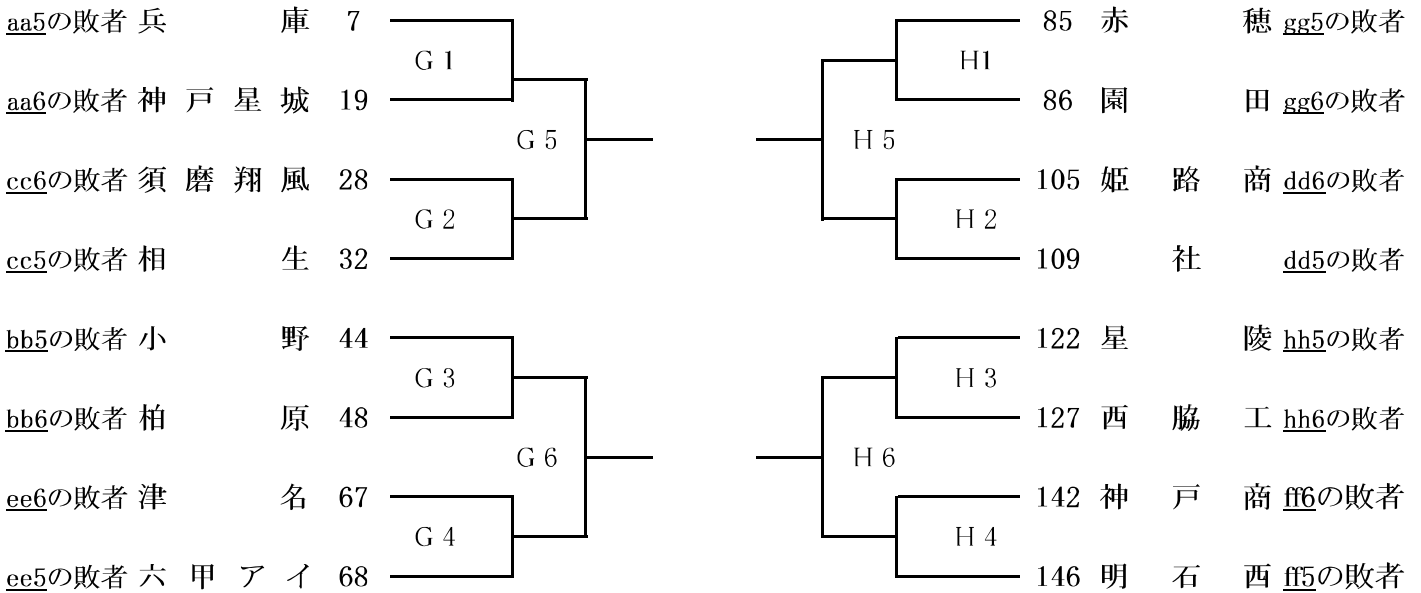 aa5の敗者 兵庫 7 85 赤穂 gg5の敗者
G1 H1
aa6の敗者 神戸星城 19 86 園田 gg6の敗者
G5 H5
cc6の敗者 須磨翔風 28 105 姫路商 dd6の敗者
G2 H2
cc5の敗者 相生 32 109 社 dd5の敗者
bb5の敗者 小野 44 122 星陵 hh5の敗者
G3 H3
bb6の敗者 柏原 48 127 西脇工 hh6の敗者
G6 H6
ee6の敗者 津名 67 142 神戸商 ff6の敗者
G4 H4
ee5の敗者 六甲アイ 68 146 明石西 ff5の敗者